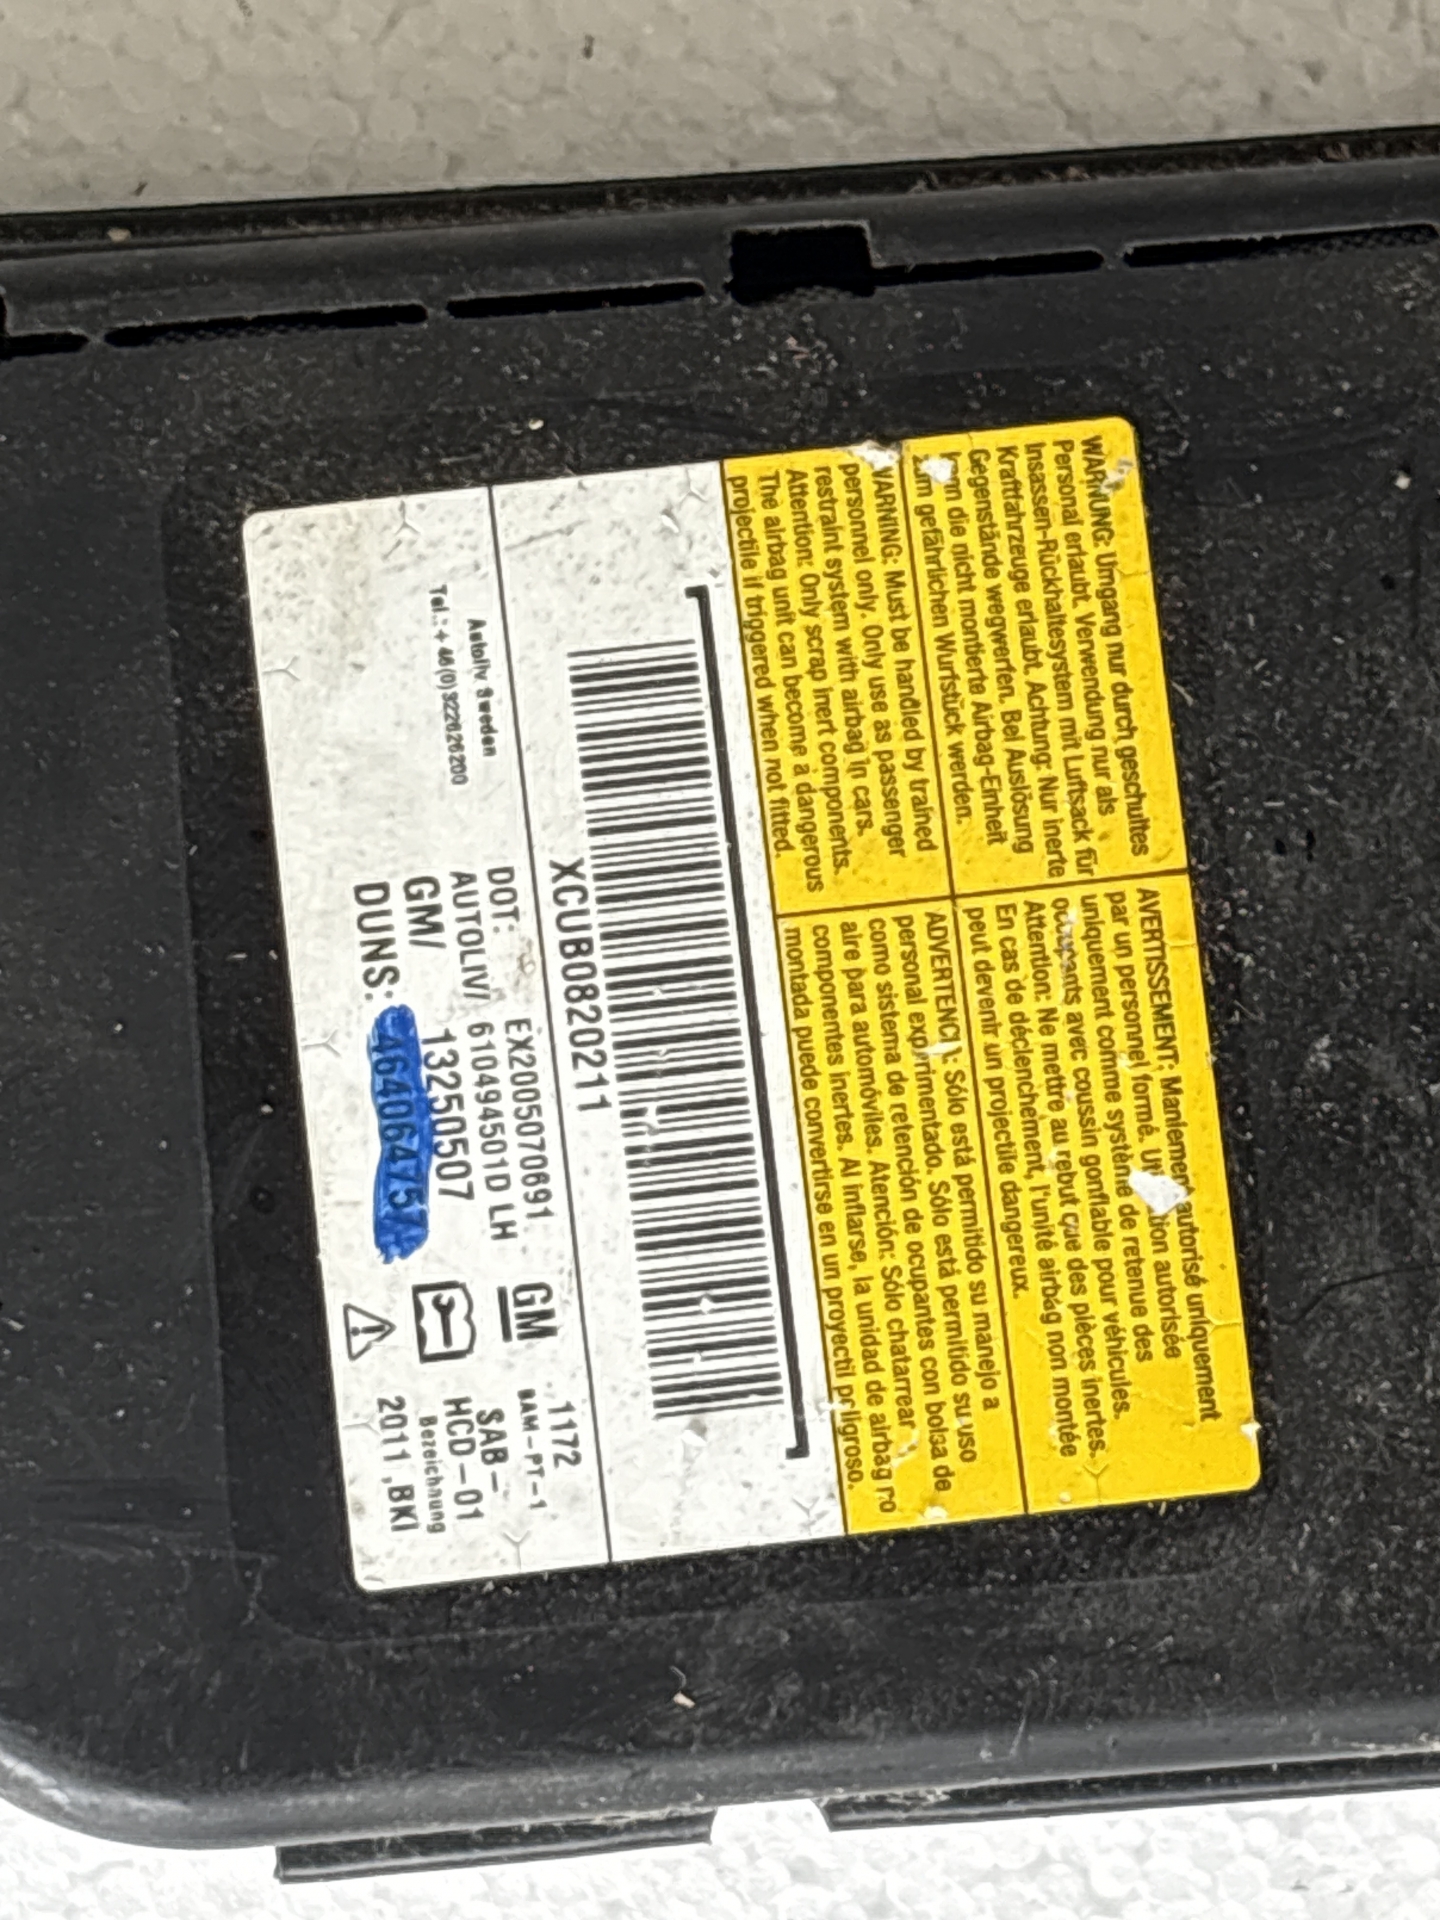 WARNUNG: Umgang nur durch geschultes
Personal erlaubt. Verwendung nur als
Insassen-Rückhaltesystem mit Luftsack für
Kraftfahrzeuge erlaubt. Achtung: Nur inerte
Gegenstände wegwerfen. Bei Auslösung
die nicht montierte Airbag-Einheit
zum gefährlichen Wurfstück werden.
AVERTISSEMENT: Maniement autorisé uniquement
par un personnel formé. autorisée
uniquement comme système de retenue des
occupants avec coussin gonflable pour véhicules.
Attention: Ne mettre au rebut que des pièces inertes.
En cas de déclenchement, l'unité airbag non montée
peut devenir un projectile dangereux.
WARNING: Must be handled by trained
personnel only. Only use as passenger
restraint system with airbag in cars.
Attention: Only scrap inert components.
The airbag unit can become a dangerous
projectile if triggered when not fitted.
ADVERTENCIA: Sólo está permitido su manejo a
personal experimentado. Sólo está permitido su uso
como sistema de retención de ocupantes con bolsa de
aire para automóviles. Atención: Sólo chatarrear
componentes inertes. Al inflarse, la unidad de airbag no
montada puede convertirse en un proyectil peligroso.
XCUB0820211
Autoliv Sweden
Tel.: + 46(0)322626200
DOT: EX2005070691
AUTOLIV/ 610494501D LH
GM/ 13250507
DUNS: 464064757
GM
1172
BAM-PT-1
SAB-
HCD-01
Bezeichnung
2011 ,BKI